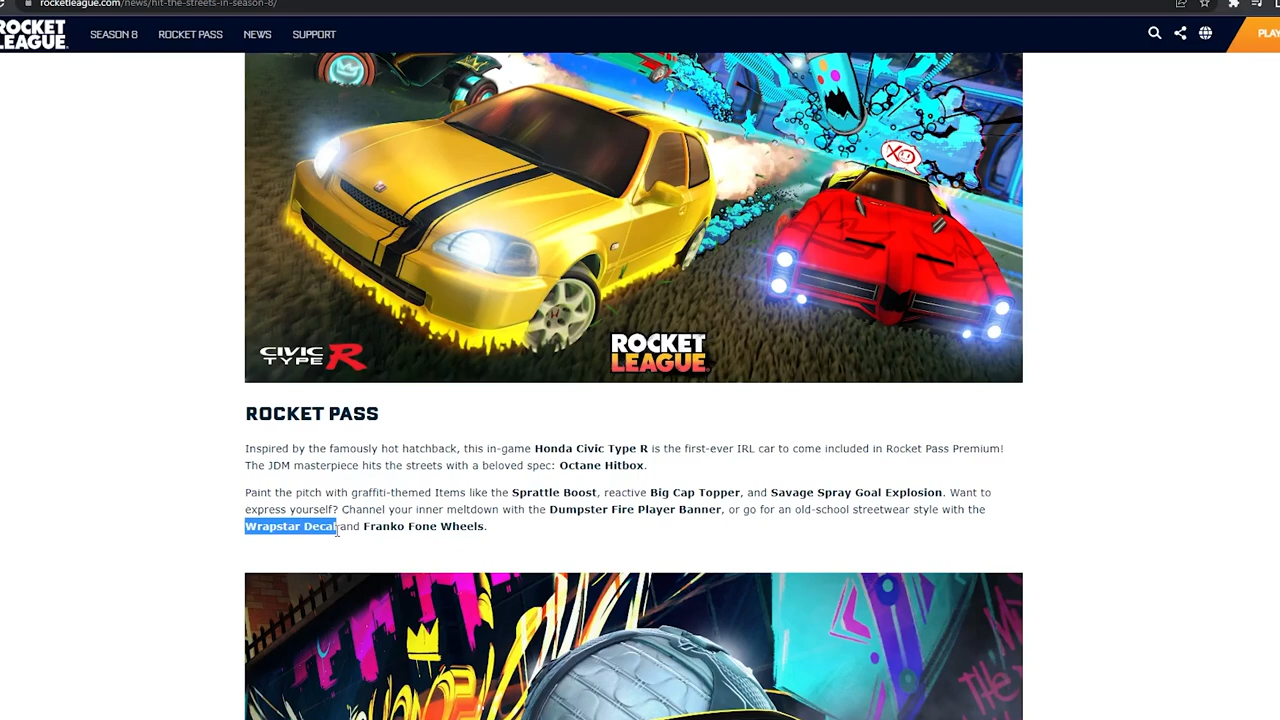 rocketleague.com/news/hit-the-streets-in-season-8/
ROCKET
LEAGUE
SEASON 8
ROCKET PASS
NEWS
SUPPORT
PLAY
XO
CIVIC
TYPE R
ROCKET
LEAGUE
ROCKET PASS
Inspired by the famously hot hatchback, this in-game Honda Civic Type R is the first-ever IRL car to come included in Rocket Pass Premium!
The JDM masterpiece hits the streets with a beloved spec: Octane Hitbox.
Paint the pitch with graffiti-themed Items like the Sprattle Boost, reactive Big Cap Topper, and Savage Spray Goal Explosion. Want to
express yourself? Channel your inner meltdown with the Dumpster Fire Player Banner, or go for an old-school streetwear style with the
Wrapstar Decal and Franko Fone Wheels.
THE